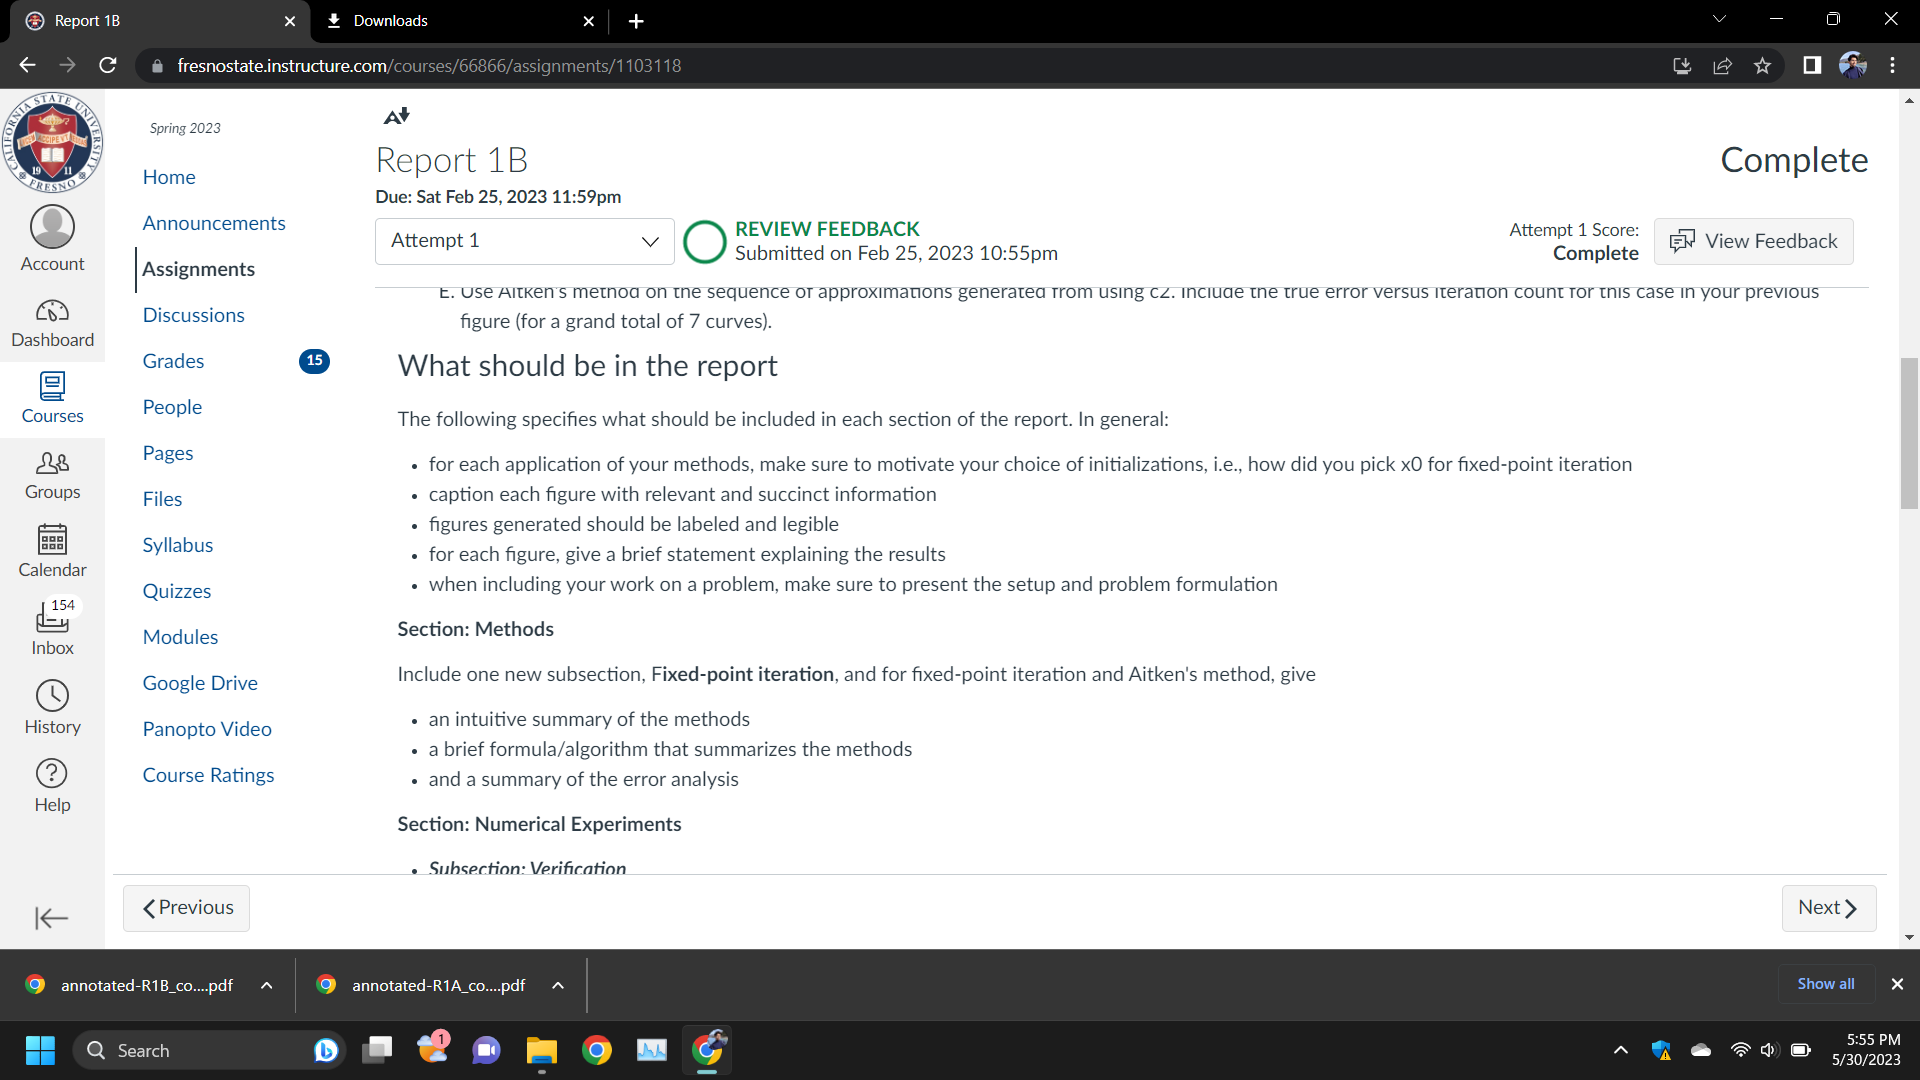 Report 1B
Downloads
fresnostate.instructure.com/courses/66866/assignments/1103118
CALIFORNIA STATE UNIVERSITY
19 11
FRESNO
Account
Dashboard
Courses
Groups
Calendar
154
Inbox
History
Help
Spring 2023
Home
Announcements
Assignments
Discussions
Grades 15
People
Pages
Files
Syllabus
Quizzes
Modules
Google Drive
Panopto Video
Course Ratings
Report 1B
Complete
Due: Sat Feb 25, 2023 11:59pm
Attempt 1
REVIEW FEEDBACK
Submitted on Feb 25, 2023 10:55pm
Attempt 1 Score:
Complete
View Feedback
E. Use Aitken's method on the sequence of approximations generated from using c2. Include the true error versus iteration count for this case in your previous
figure (for a grand total of 7 curves).
What should be in the report
The following specifies what should be included in each section of the report. In general:
• for each application of your methods, make sure to motivate your choice of initializations, i.e., how did you pick x0 for fixed-point iteration
• caption each figure with relevant and succinct information
• figures generated should be labeled and legible
• for each figure, give a brief statement explaining the results
• when including your work on a problem, make sure to present the setup and problem formulation
Section: Methods
Include one new subsection, Fixed-point iteration, and for fixed-point iteration and Aitken's method, give
• an intuitive summary of the methods
• a brief formula/algorithm that summarizes the methods
• and a summary of the error analysis
Section: Numerical Experiments
• Subsection: Verification
Previous
Next
annotated-R1B_co....pdf
annotated-R1A_co....pdf
Show all
Search
1
5:55 PM
5/30/2023